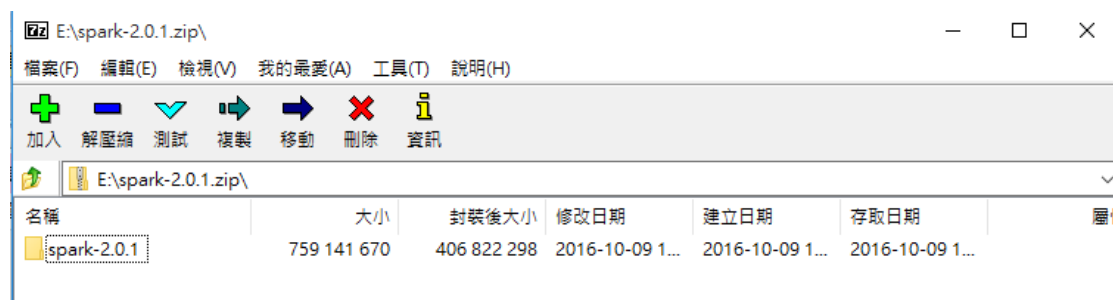 7z E:\spark-2.0.1.zip\
檔案(F) 編輯(E) 檢視(V) 我的最愛(A) 工具(T) 說明(H)
加入 解壓縮 測試 複製 移動 刪除 資訊
E:\spark-2.0.1.zip\
名稱 大小 封裝後大小 修改日期 建立日期 存取日期
spark-2.0.1 759 141 670 406 822 298 2016-10-09 1... 2016-10-09 1... 2016-10-09 1...